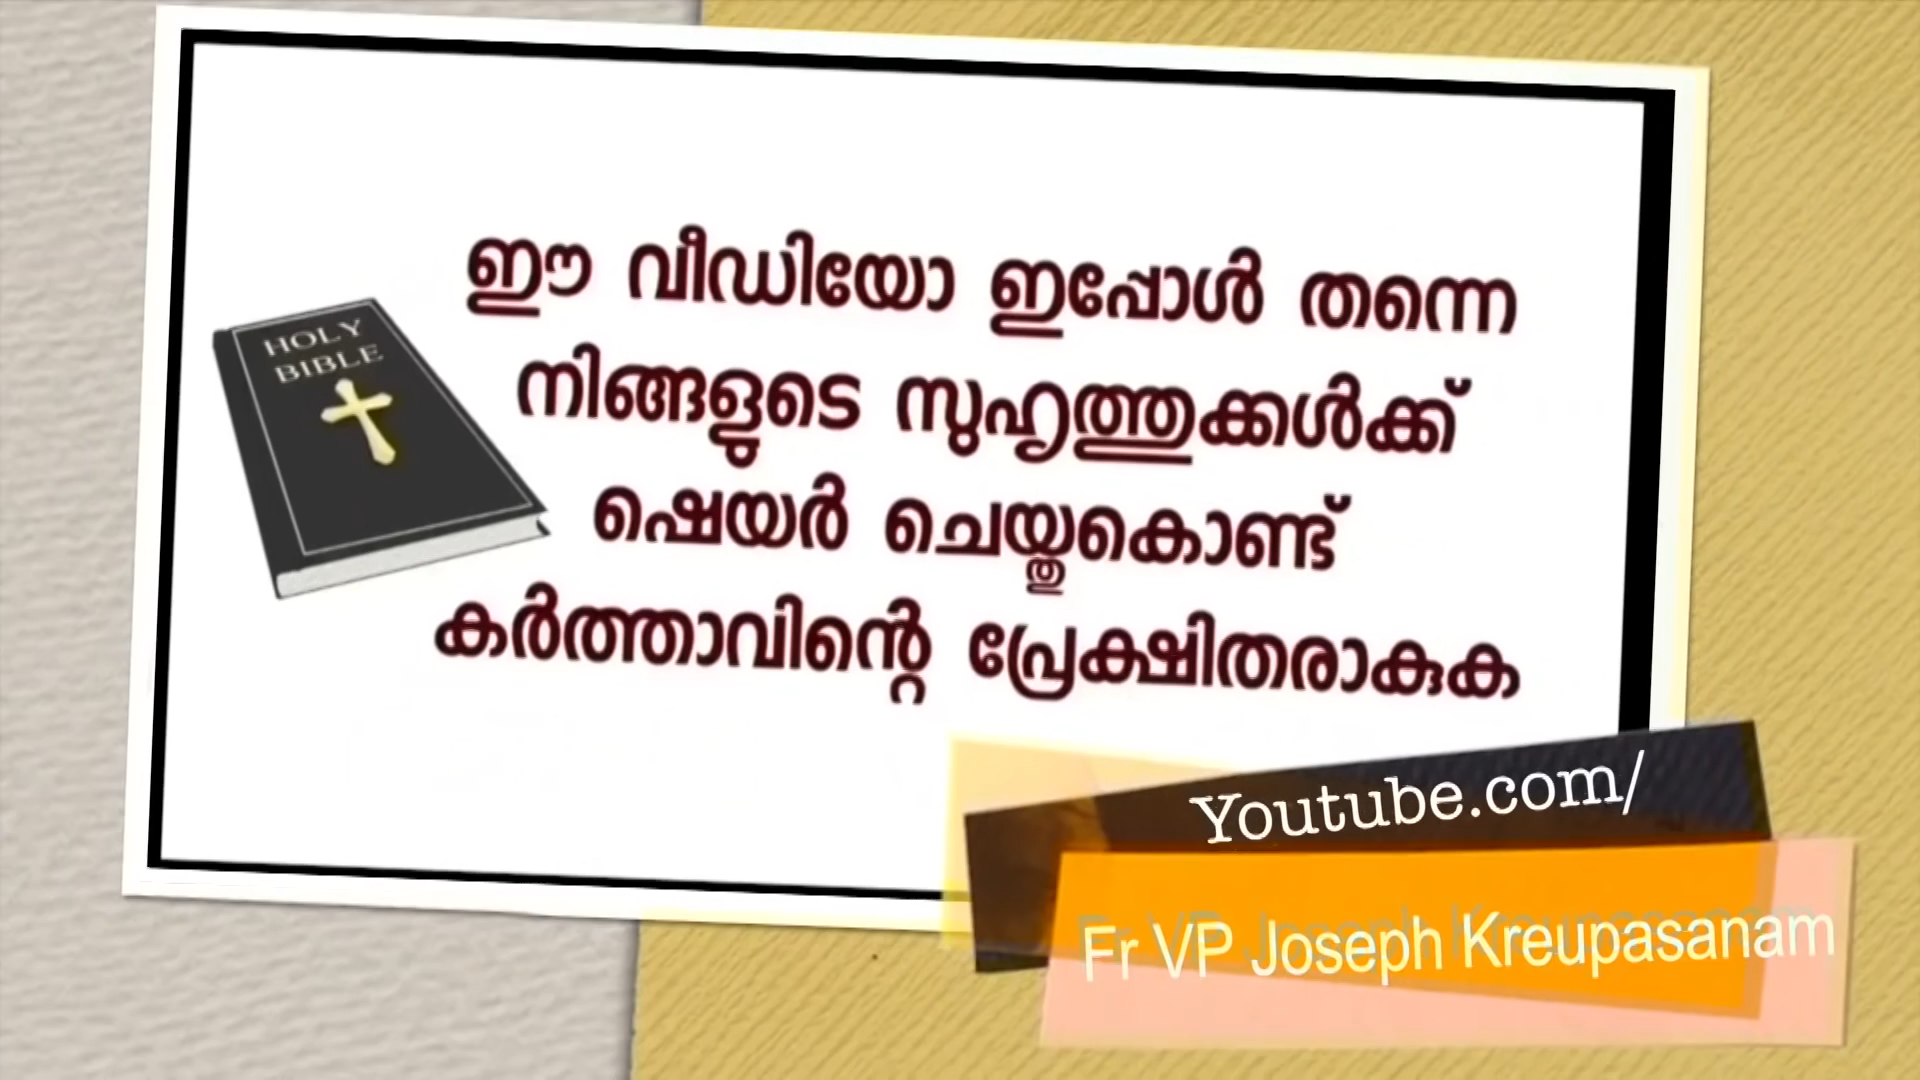 HOLY
BIBLE
ഈ വീഡിയോ ഇപ്പോൾ തന്നെ
നിങ്ങളുടെ സുഹൃത്തുക്കൾക്ക്
ഷെയർ ചെയ്തുകൊണ്ട്
കർത്താവിന്റെ പ്രേക്ഷിതരാകുക
Youtube.com/
Fr VP Joseph Kreupasanam